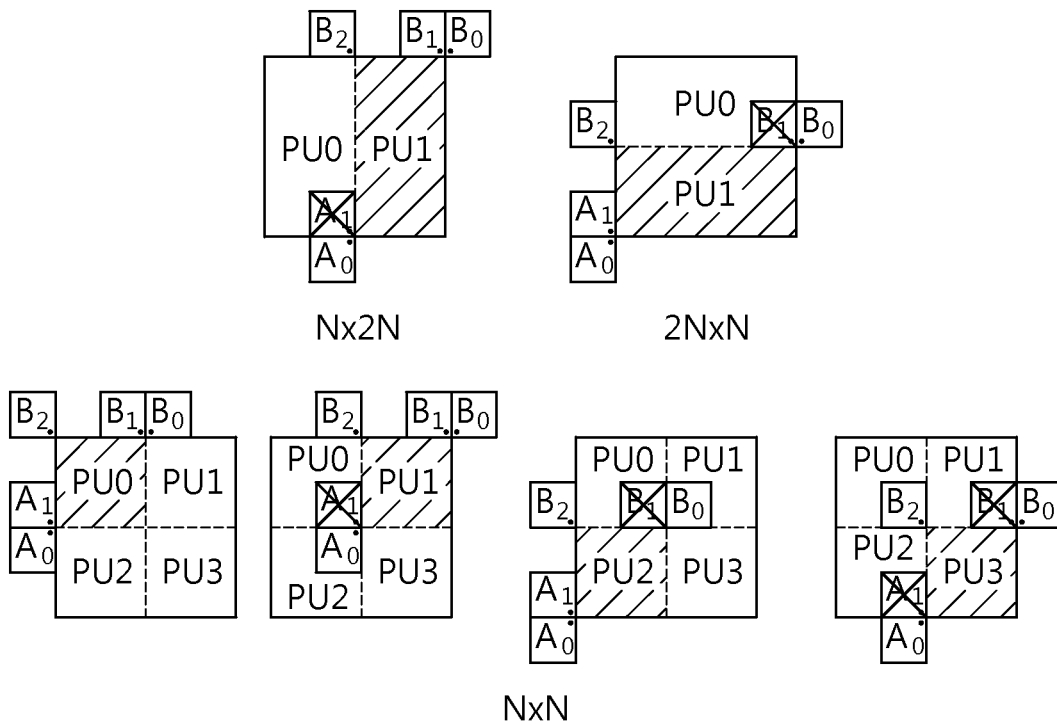 B2 B1 B0
PU0 PU1
A1
A0
Nx2N
PU0
B2 B1 B0
PU1
A1
A0
2NxN
B2 B1 B0
PU0 PU1
A1
A0
PU2 PU3
B2 B1 B0
PU0
PU1
A1
A0
PU3
PU2
PU0 PU1
B2 B1 B0
PU2 PU3
A1
A0
PU0 PU1
B2 B1 B0
PU2
PU3
A1
A0
NxN